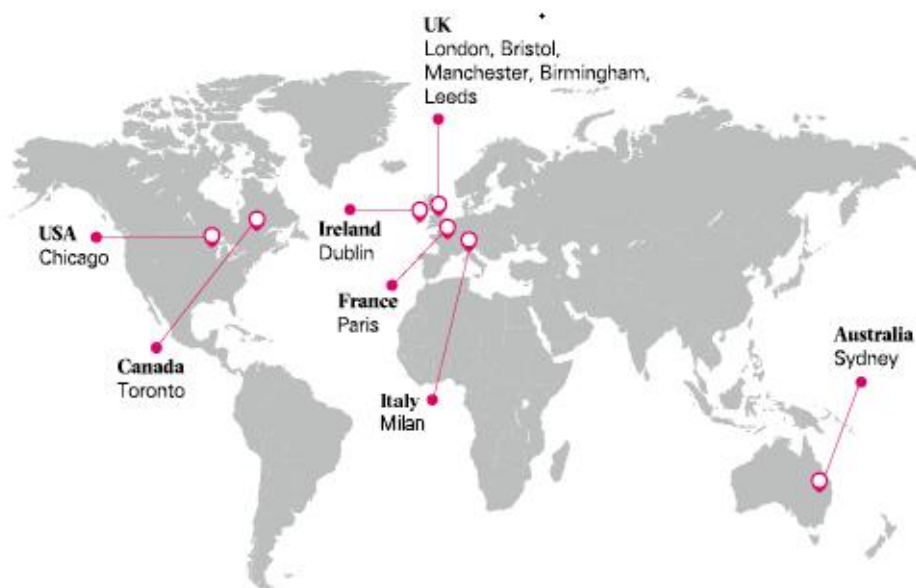 UK
London, Bristol,
Manchester, Birmingham,
Leeds
USA
Chicago
Ireland
Dublin
France
Paris
Canada
Toronto
Italy
Milan
Australia
Sydney